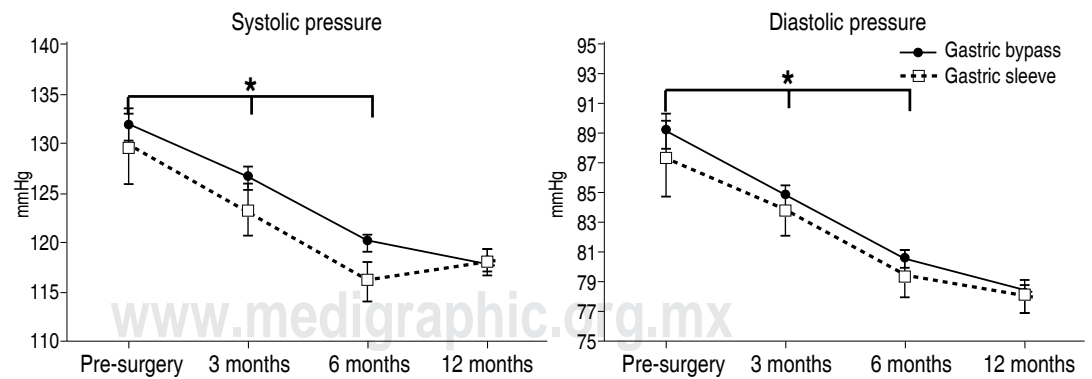 Systolic pressure
140
135
130
125
120
115
110
mmHg
*
Pre-surgery 3 months 6 months 12 months
Diastolic pressure
95
93
91
89
87
85
83
81
79
77
75
mmHg
*
Gastric bypass
Gastric sleeve
Pre-surgery 3 months 6 months 12 months
www.medigraphic.org.mx